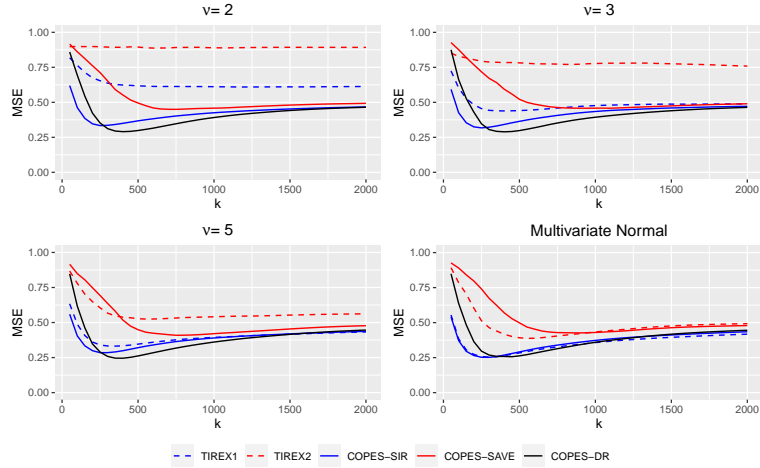 ν= 2
ν= 3
1.00
0.75
0.50
0.25
0.00
MSE
0
500
1000
1500
2000
k
1.00
0.75
0.50
0.25
0.00
MSE
0
500
1000
1500
2000
k
ν= 5
Multivariate Normal
1.00
0.75
0.50
0.25
0.00
MSE
0
500
1000
1500
2000
k
1.00
0.75
0.50
0.25
0.00
MSE
0
500
1000
1500
2000
k
TIREX1
TIREX2
COPES−SIR
COPES−SAVE
COPES−DR